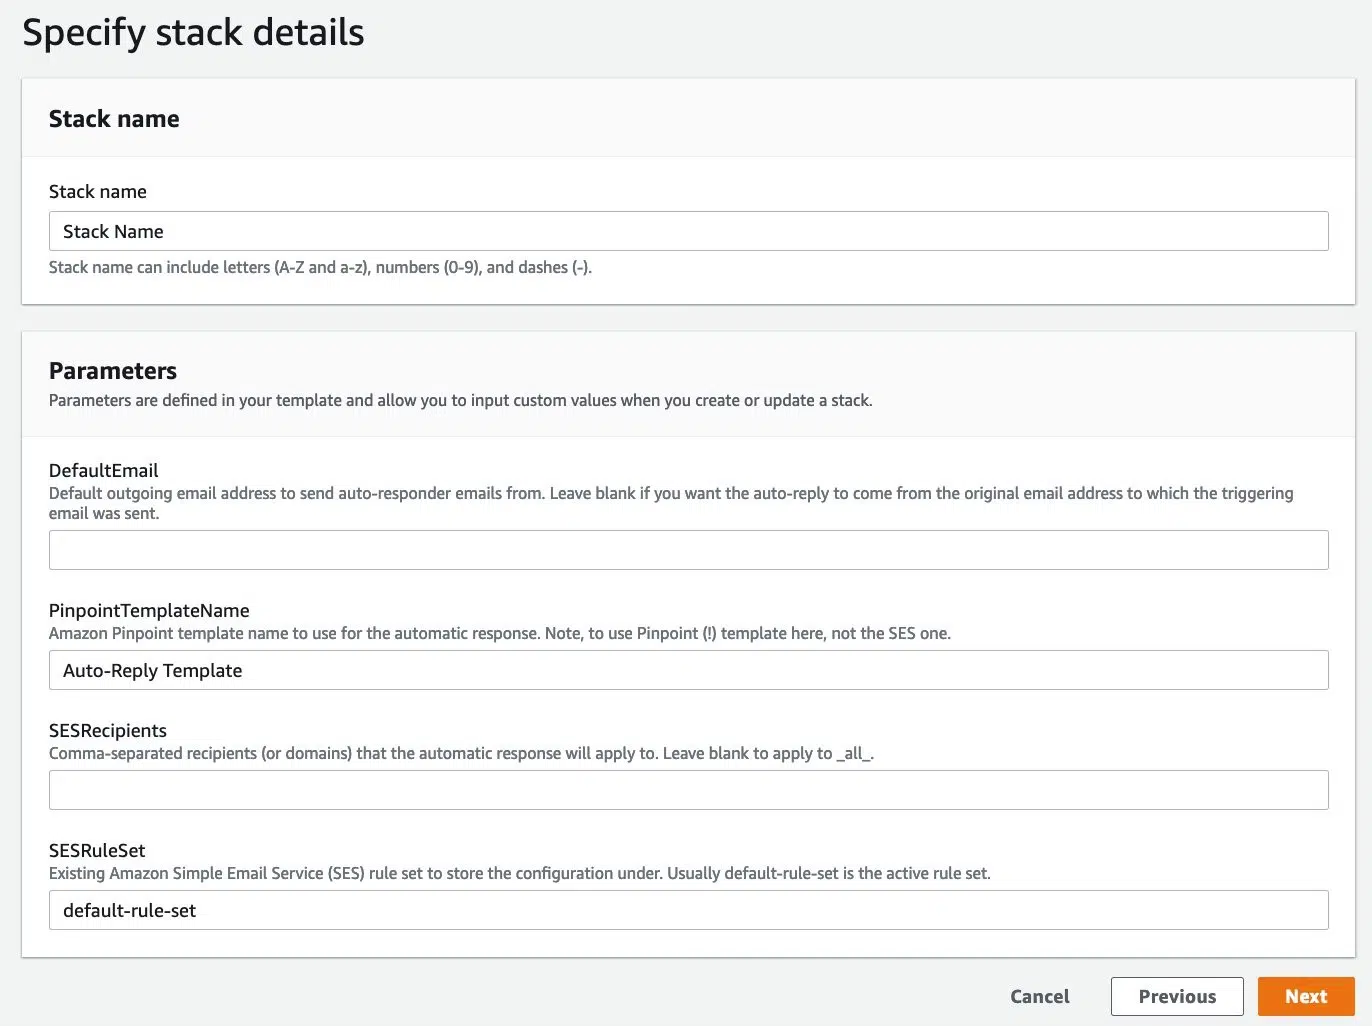 Specify stack details
Stack name
Stack name
Stack Name
Stack name can include letters (A-Z and a-z), numbers (0-9), and dashes (-).
Parameters
Parameters are defined in your template and allow you to input custom values when you create or update a stack.
DefaultEmail
Default outgoing email address to send auto-responder emails from. Leave blank if you want the auto-reply to come from the original email address to which the triggering
email was sent.
PinpointTemplateName
Amazon Pinpoint template name to use for the automatic response. Note, to use Pinpoint (!) template here, not the SES one.
Auto-Reply Template
SESRecipients
Comma-separated recipients (or domains) that the automatic response will apply to. Leave blank to apply to _all_.
SESRuleSet
Existing Amazon Simple Email Service (SES) rule set to store the configuration under. Usually default-rule-set is the active rule set.
default-rule-set
Cancel
Previous
Next